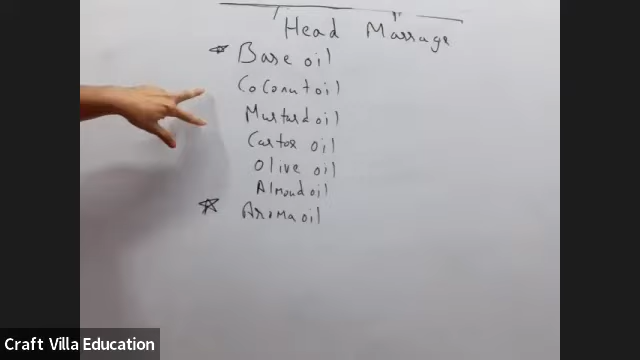 Head Massage
Base oil
Coconut oil
Mustard oil
Castor oil
Olive oil
Almond oil
Aroma oil
Craft Villa Education